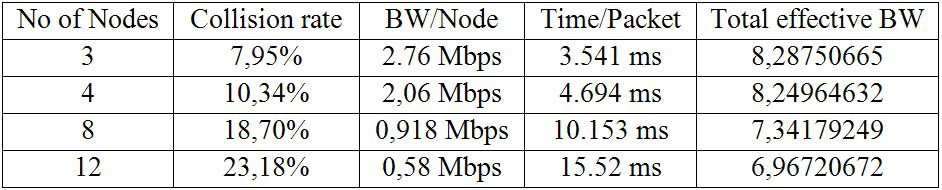 No of Nodes Collision rate BW/Node Time/Packet Total effective BW
3 7,95% 2.76 Mbps 3.541 ms 8,28750665
4 10,34% 2,06 Mbps 4.694 ms 8,24964632
8 18,70% 0,918 Mbps 10.153 ms 7,34179249
12 23,18% 0,58 Mbps 15.52 ms 6,96720672